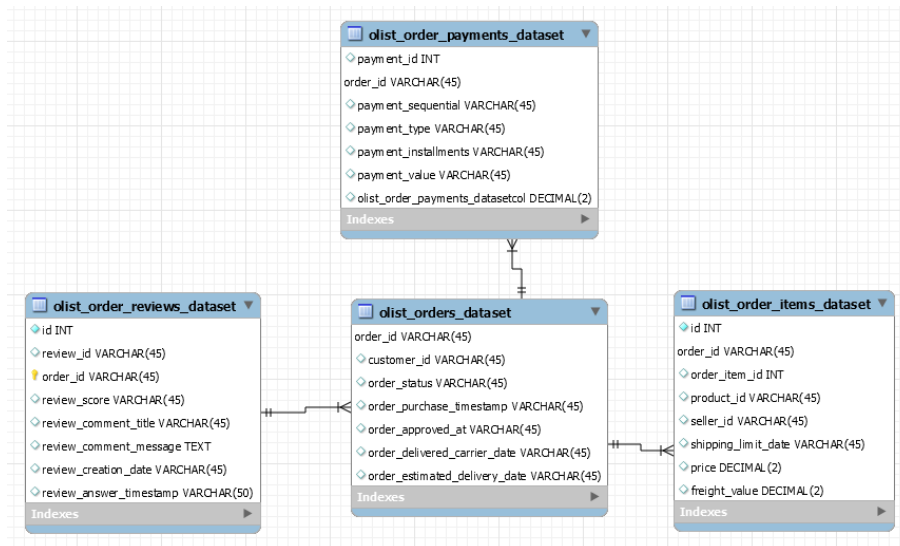 olist_order_payments_dataset
payment_id INT
order_id VARCHAR(45)
payment_sequential VARCHAR(45)
payment_type VARCHAR(45)
payment_installments VARCHAR(45)
payment_value VARCHAR(45)
olist_order_payments_datasetcol DECIMAL(2)
Indexes
olist_order_reviews_dataset
id INT
review_id VARCHAR(45)
order_id VARCHAR(45)
review_score VARCHAR(45)
review_comment_title VARCHAR(45)
review_comment_message TEXT
review_creation_date VARCHAR(45)
review_answer_timestamp VARCHAR(50)
Indexes
olist_orders_dataset
order_id VARCHAR(45)
customer_id VARCHAR(45)
order_status VARCHAR(45)
order_purchase_timestamp VARCHAR(45)
order_approved_at VARCHAR(45)
order_delivered_carrier_date VARCHAR(45)
order_estimated_delivery_date VARCHAR(45)
Indexes
olist_order_items_dataset
id INT
order_id VARCHAR(45)
order_item_id INT
product_id VARCHAR(45)
seller_id VARCHAR(45)
shipping_limit_date VARCHAR(45)
price DECIMAL(2)
freight_value DECIMAL(2)
Indexes